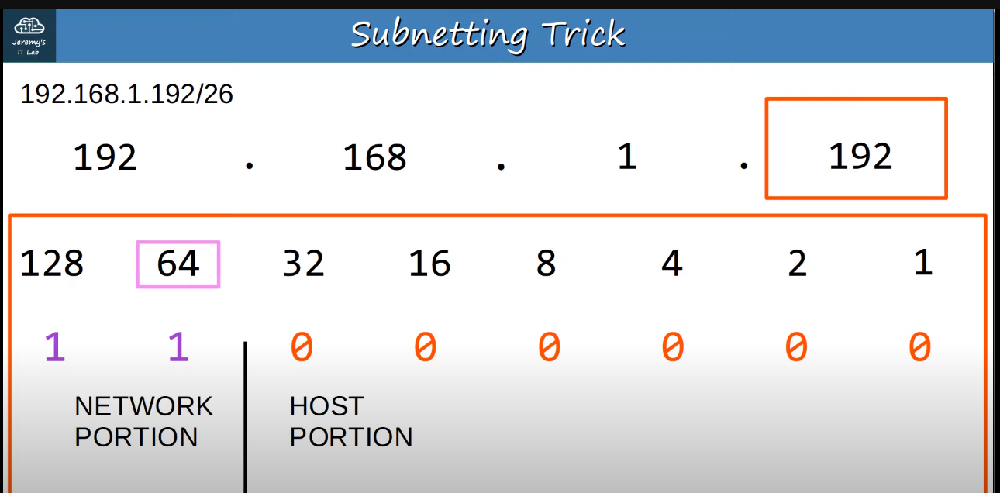 Jeremy's
IT Lab
Subnetting Trick
192.168.1.192/26
192 . 168 . 1 . 192
128 64 32 16 8 4 2 1
1 1 0 0 0 0 0 0
NETWORK HOST
PORTION PORTION